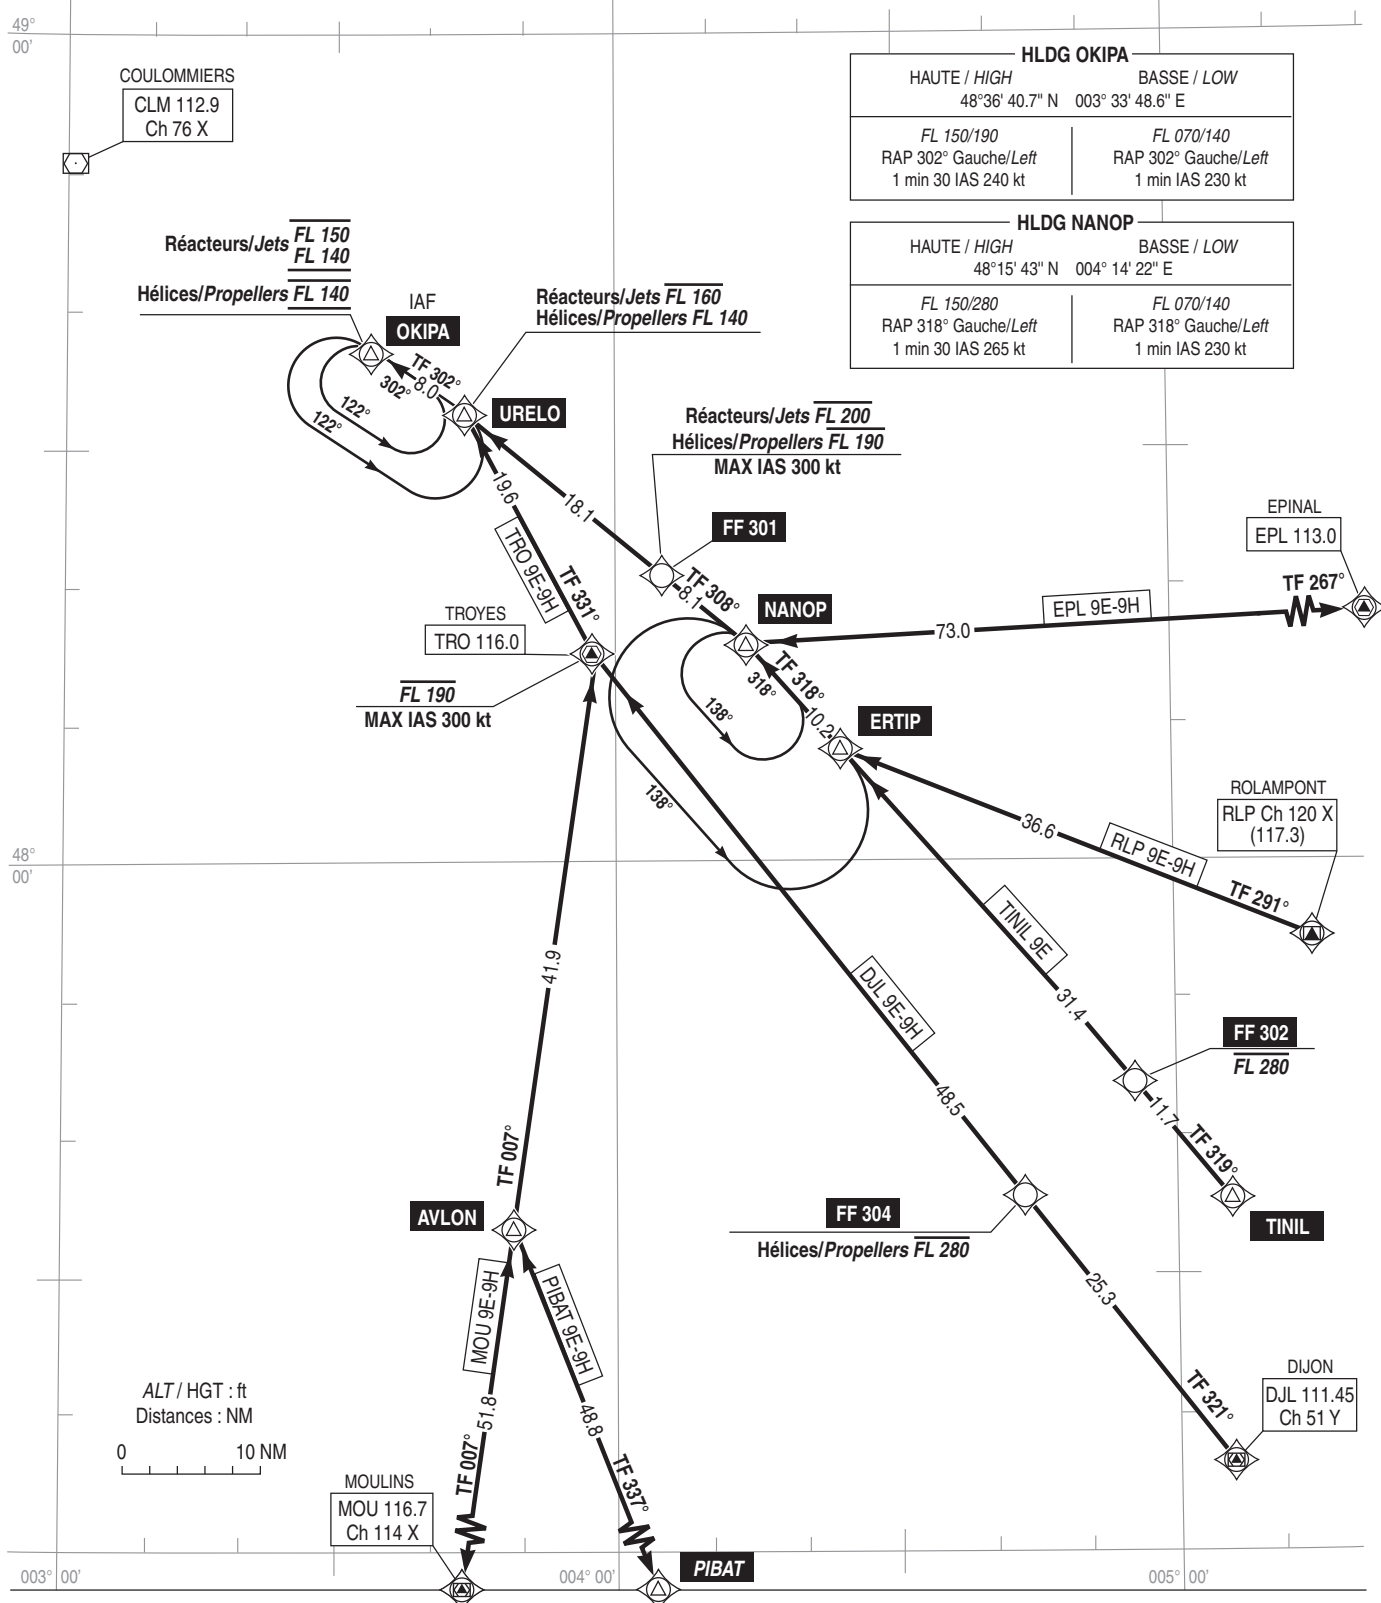 49°
00'
COULOMMIERS
CLM 112.9
Ch 76 X
HLDG OKIPA
HAUTE / HIGH BASSE / LOW
48°36' 40.7" N 003° 33' 48.6" E
FL 150/190
RAP 302° Gauche/Left
1 min 30 IAS 240 kt
FL 070/140
RAP 302° Gauche/Left
1 min IAS 230 kt
HLDG NANOP
HAUTE / HIGH BASSE / LOW
48°15' 43" N 004° 14' 22" E
FL 150/280
RAP 318° Gauche/Left
1 min 30 IAS 265 kt
FL 070/140
RAP 318° Gauche/Left
1 min IAS 230 kt
Réacteurs/Jets FL 150
FL 140
Hélices/Propellers FL 140
IAF
OKIPA
Réacteurs/Jets FL 160
Hélices/Propellers FL 140
TF 302°
8.0
302°
122°
122°
URELO
Réacteurs/Jets FL 200
Hélices/Propellers FL 190
MAX IAS 300 kt
19.6
18.1
FF 301
TRO 9E-9H
TF 331°
TF 308°
8.1
NANOP
EPINAL
EPL 113.0
TF 267°
EPL 9E-9H
73.0
TROYES
TRO 116.0
FL 190
MAX IAS 300 kt
318°
TF 318°
10.2
138°
138°
ERTIP
ROLAMPONT
RLP Ch 120 X
(117.3)
36.6
RLP 9E-9H
TF 291°
48°
00'
TINIL 9E
31.4
41.9
DJL 9E-9H
48.5
FF 302
FL 280
11.7
TF 319°
TINIL
TF 007°
AVLON
FF 304
Hélices/Propellers FL 280
25.3
TF 321°
DIJON
DJL 111.45
Ch 51 Y
MOU 9E-9H
PIBAT 9E-9H
51.8
48.8
TF 007°
TF 337°
ALT / HGT : ft
Distances : NM
0 10 NM
MOULINS
MOU 116.7
Ch 114 X
PIBAT
003° 00'
004° 00'
005° 00'